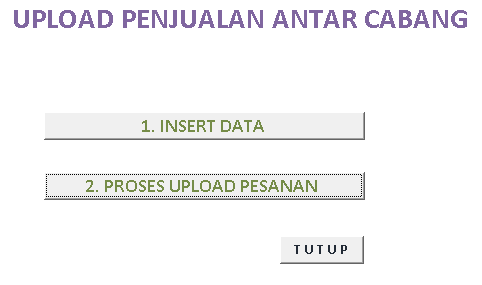 UPLOAD PENJUALAN ANTAR CABANG
1. INSERT DATA
2. PROSES UPLOAD PESANAN
TUTUP